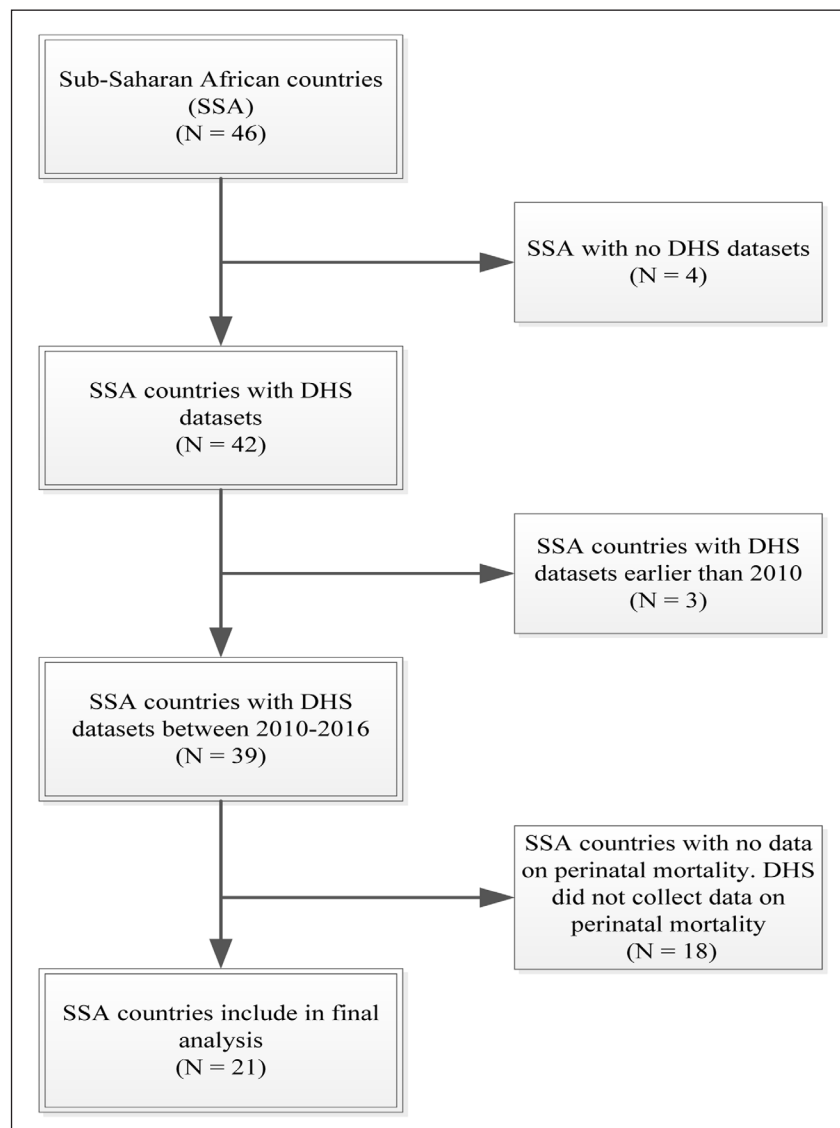 Sub-Saharan African countries
(SSA)
(N = 46)
SSA with no DHS datasets
(N = 4)
SSA countries with DHS
datasets
(N = 42)
SSA countries with DHS
datasets earlier than 2010
(N = 3)
SSA countries with DHS
datasets between 2010-2016
(N = 39)
SSA countries with no data
on perinatal mortality. DHS
did not collect data on
perinatal mortality
(N = 18)
SSA countries include in final
analysis
(N = 21)